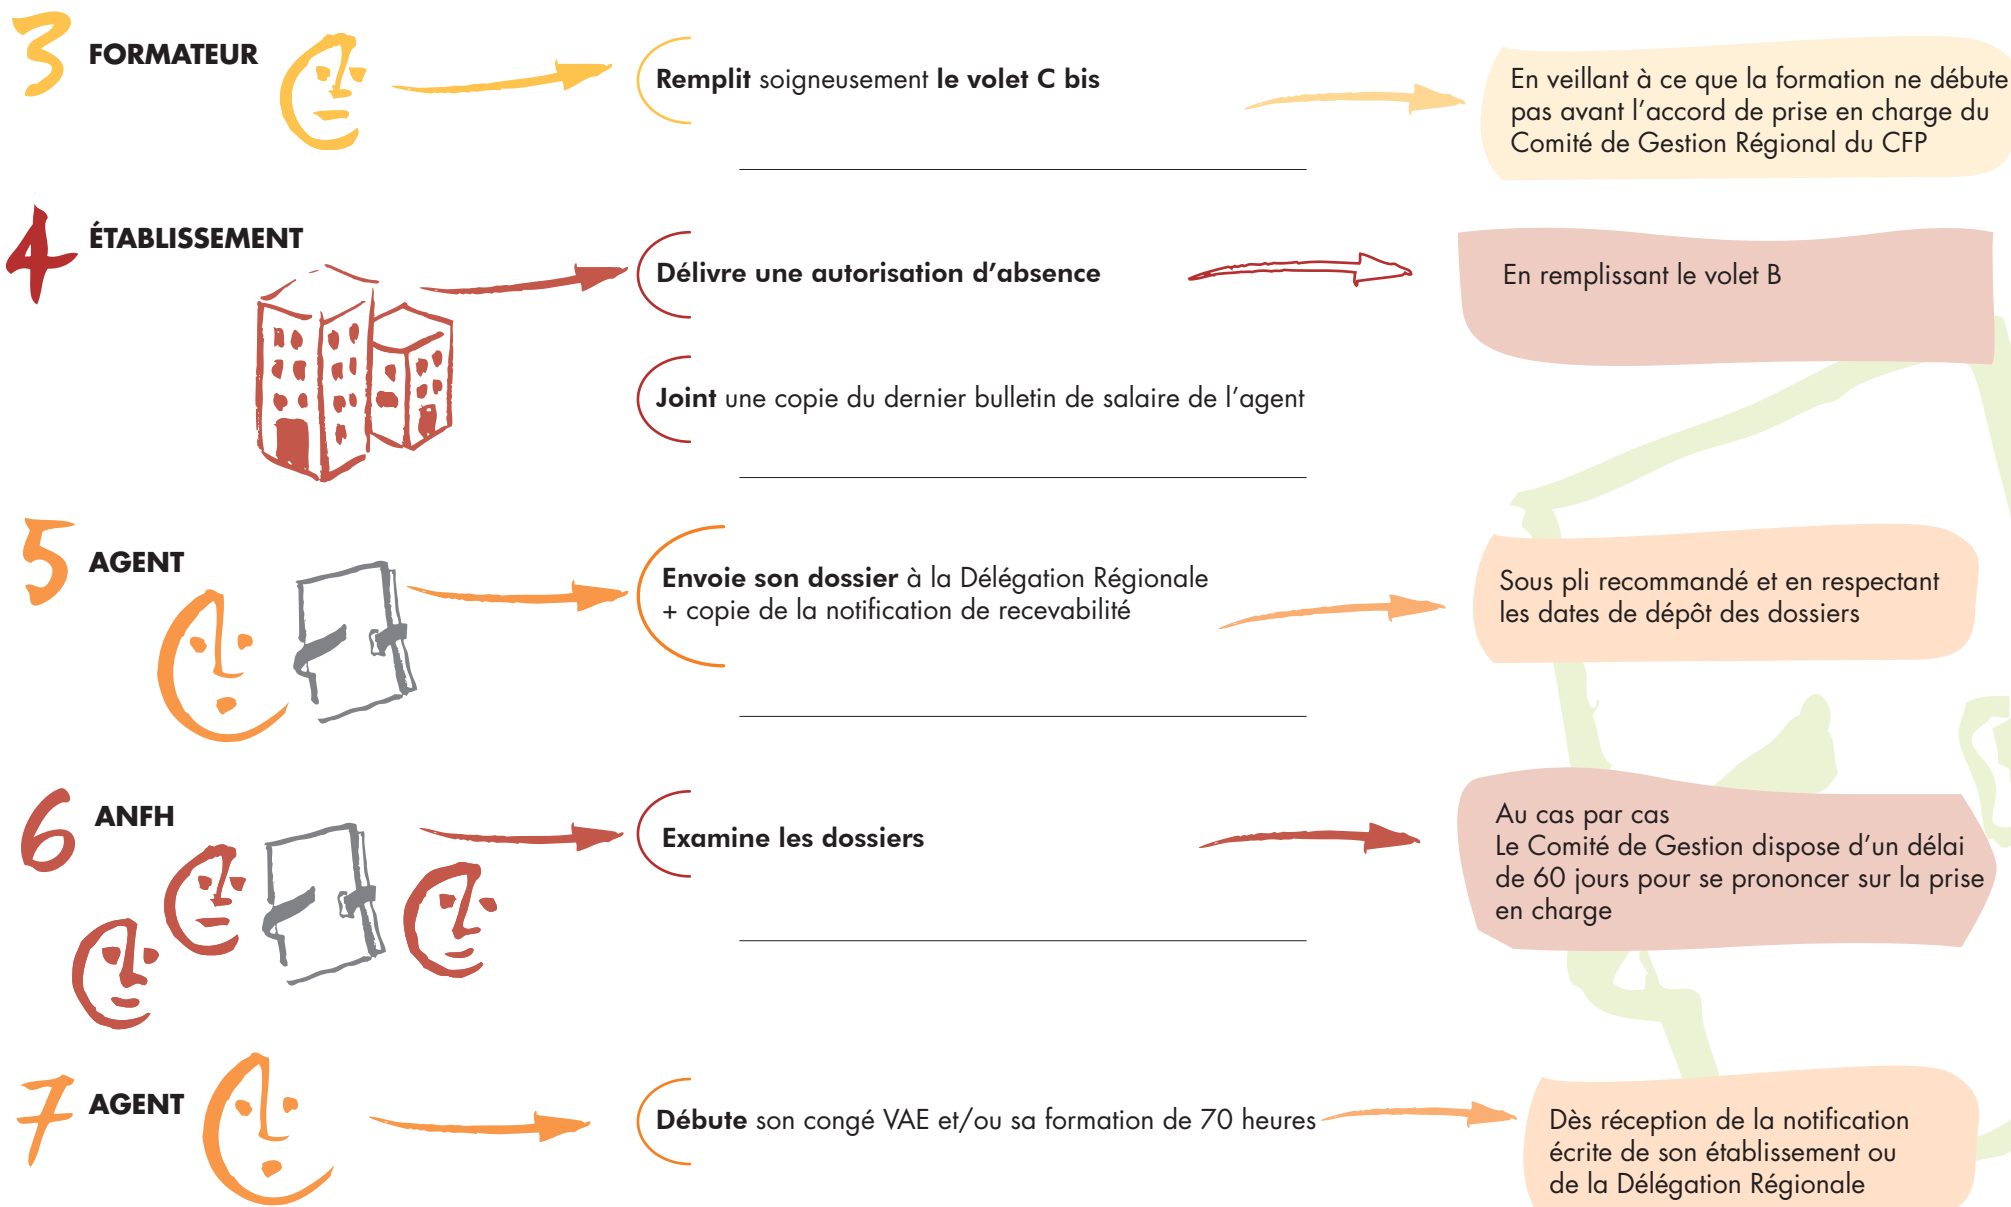 3 FORMATEUR
Remplit soigneusement le volet C bis
En veillant à ce que la formation ne débute
pas avant l'accord de prise en charge du
Comité de Gestion Régional du CFP
4 ÉTABLISSEMENT
Délivre une autorisation d'absence
En remplissant le volet B
Joint une copie du dernier bulletin de salaire de l'agent
5 AGENT
Envoie son dossier à la Délégation Régionale
+ copie de la notification de recevabilité
Sous pli recommandé et en respectant
les dates de dépôt des dossiers
6 ANFH
Examine les dossiers
Au cas par cas
Le Comité de Gestion dispose d'un délai
de 60 jours pour se prononcer sur la prise
en charge
7 AGENT
Débute son congé VAE et/ou sa formation de 70 heures
Dès réception de la notification
écrite de son établissement ou
de la Délégation Régionale